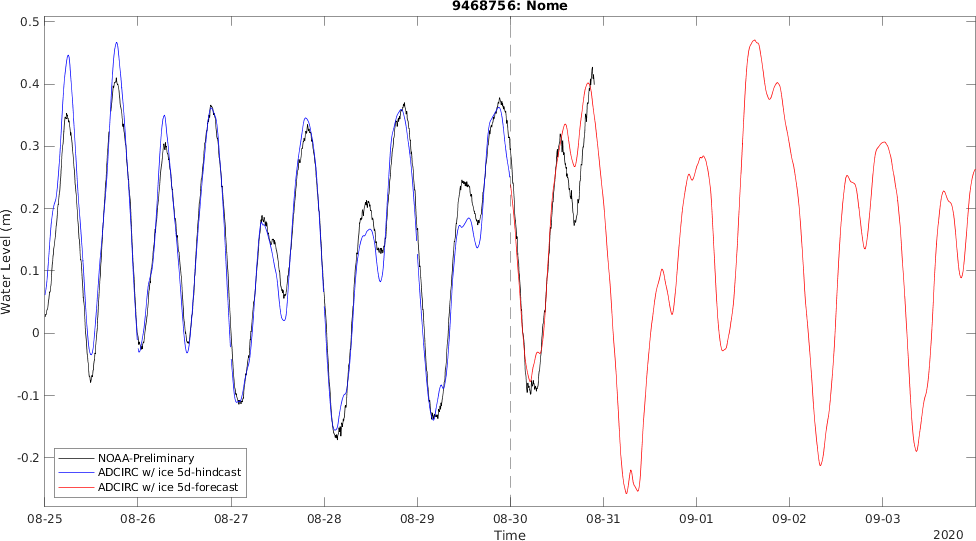 9468756: Nome
0.5
0.4
0.3
0.2
0.1
0
-0.1
-0.2
Water Level (m)
NOAA-Preliminary
ADCIRC w/ ice 5d-hindcast
ADCIRC w/ ice 5d-forecast
08-25 08-26 08-27 08-28 08-29 08-30 08-31 09-01 09-02 09-03
Time
2020